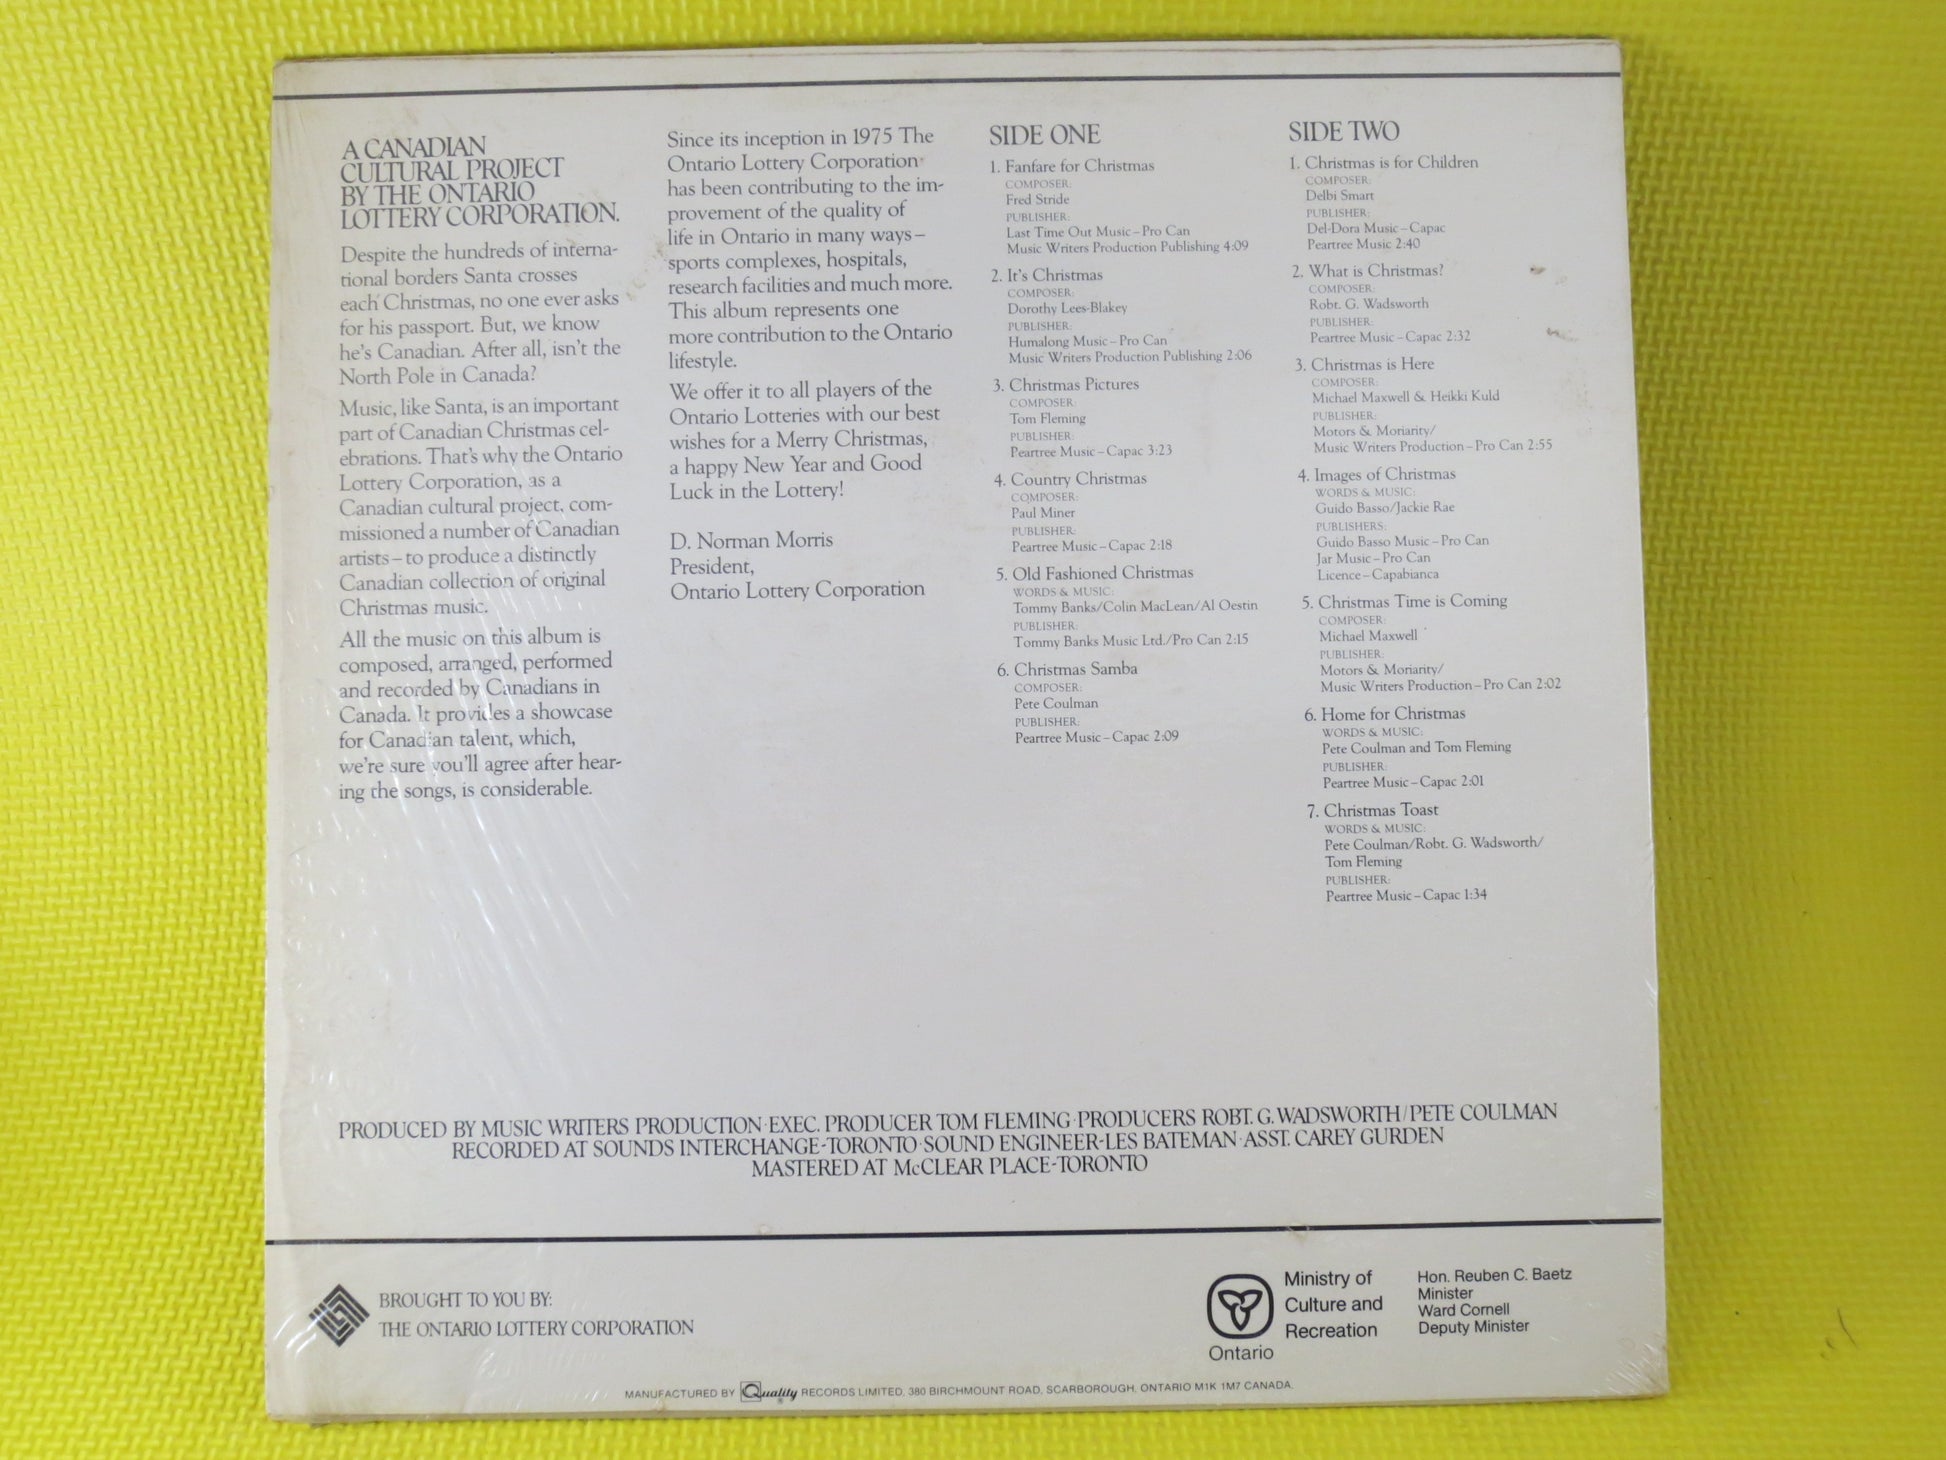 A CANADIAN
CULTURAL PROJECT
BY THE ONTARIO
LOTTERY CORPORATION.
Despite the hundreds of interna-
tional borders Santa crosses
each Christmas, no one ever asks
for his passport. But, we know
he's Canadian. After all, isn't the
North Pole in Canada?
Music, like Santa, is an important
part of Canadian Christmas cel-
ebrations. That's why the Ontario
Lottery Corporation, as a
Canadian cultural project, com-
missioned a number of Canadian
artists – to produce a distinctly
Canadian collection of original
Christmas music.
All the music on this album is
composed, arranged, performed
and recorded by Canadians in
Canada. It provides a showcase
for Canadian talent, which,
we're sure you'll agree after hear-
ing the songs, is considerable.
Since its inception in 1975 The
Ontario Lottery Corporation
has been contributing to the im-
provement of the quality of
life in Ontario in many ways –
sports complexes, hospitals,
research facilities and much more.
This album represents one
more contribution to the Ontario
lifestyle.
We offer it to all players of the
Ontario Lotteries with our best
wishes for a Merry Christmas,
a happy New Year and Good
Luck in the Lottery!
D. Norman Morris
President,
Ontario Lottery Corporation
SIDE ONE
1. Fanfare for Christmas
COMPOSER:
Fred Stride
PUBLISHER:
Last Time Out Music – Pro Can
Music Writers Production Publishing 4:09
2. It's Christmas
COMPOSER:
Dorothy Lees-Blakey
PUBLISHER:
Humalong Music – Pro Can
Music Writers Production Publishing 2:06
3. Christmas Pictures
COMPOSER:
Tom Fleming
PUBLISHER:
Peartree Music – Capac 3:23
4. Country Christmas
COMPOSER:
Paul Miner
PUBLISHER:
Peartree Music – Capac 2:18
5. Old Fashioned Christmas
WORDS & MUSIC:
Tommy Banks/Colin MacLean/Al Oestin
PUBLISHER:
Tommy Banks Music Ltd./Pro Can 2:15
6. Christmas Samba
COMPOSER:
Pete Coulman
PUBLISHER:
Peartree Music – Capac 2:09
SIDE TWO
1. Christmas is for Children
COMPOSER:
Delbi Smart
PUBLISHER:
Del-Dora Music – Capac
Peartree Music 2:40
2. What is Christmas?
COMPOSER:
Robt. G. Wadsworth
PUBLISHER:
Peartree Music – Capac 2:32
3. Christmas is Here
COMPOSER:
Michael Maxwell & Heikki Kuld
PUBLISHER:
Motors & Moriarity/
Music Writers Production – Pro Can 2:55
4. Images of Christmas
WORDS & MUSIC:
Guido Basso/Jackie Rae
PUBLISHERS:
Guido Basso Music – Pro Can
Jar Music – Pro Can
Licence – Capabianca
5. Christmas Time is Coming
COMPOSER:
Michael Maxwell
PUBLISHER:
Motors & Moriarity/
Music Writers Production – Pro Can 2:02
6. Home for Christmas
WORDS & MUSIC:
Pete Coulman and Tom Fleming
PUBLISHER:
Peartree Music – Capac 2:01
7. Christmas Toast
WORDS & MUSIC:
Pete Coulman/Robt. G. Wadsworth/
Tom Fleming
PUBLISHER:
Peartree Music – Capac 1:34
PRODUCED BY MUSIC WRITERS PRODUCTION · EXEC. PRODUCER TOM FLEMING · PRODUCERS ROBT. G. WADSWORTH/PETE COULMAN
RECORDED AT SOUNDS INTERCHANGE-TORONTO · SOUND ENGINEER-LES BATEMAN · ASST. CAREY GURDEN
MASTERED AT McCLEAR PLACE-TORONTO
BROUGHT TO YOU BY:
THE ONTARIO LOTTERY CORPORATION
Ontario
Ministry of
Culture and
Recreation
Hon. Reuben C. Baetz
Minister
Ward Cornell
Deputy Minister
MANUFACTURED BY Quality RECORDS LIMITED, 380 BIRCHMOUNT ROAD, SCARBOROUGH, ONTARIO M1K 1M7 CANADA.